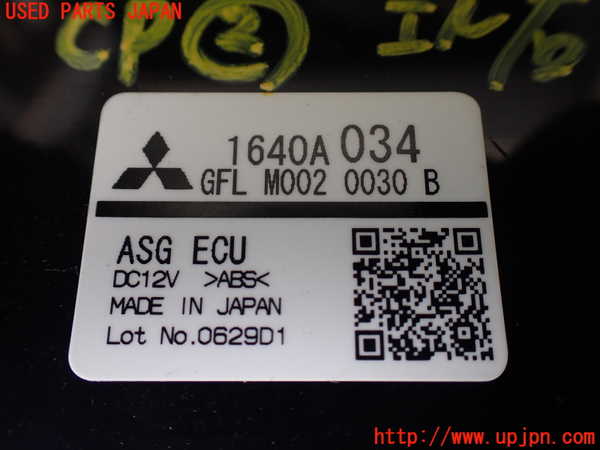 USED PARTS JAPAN
CP②
1640A 034
GFL M002 0030 B
ASG ECU
DC12V >ABS<
MADE IN JAPAN
Lot No.0629D1
http://www.upjpn.com/